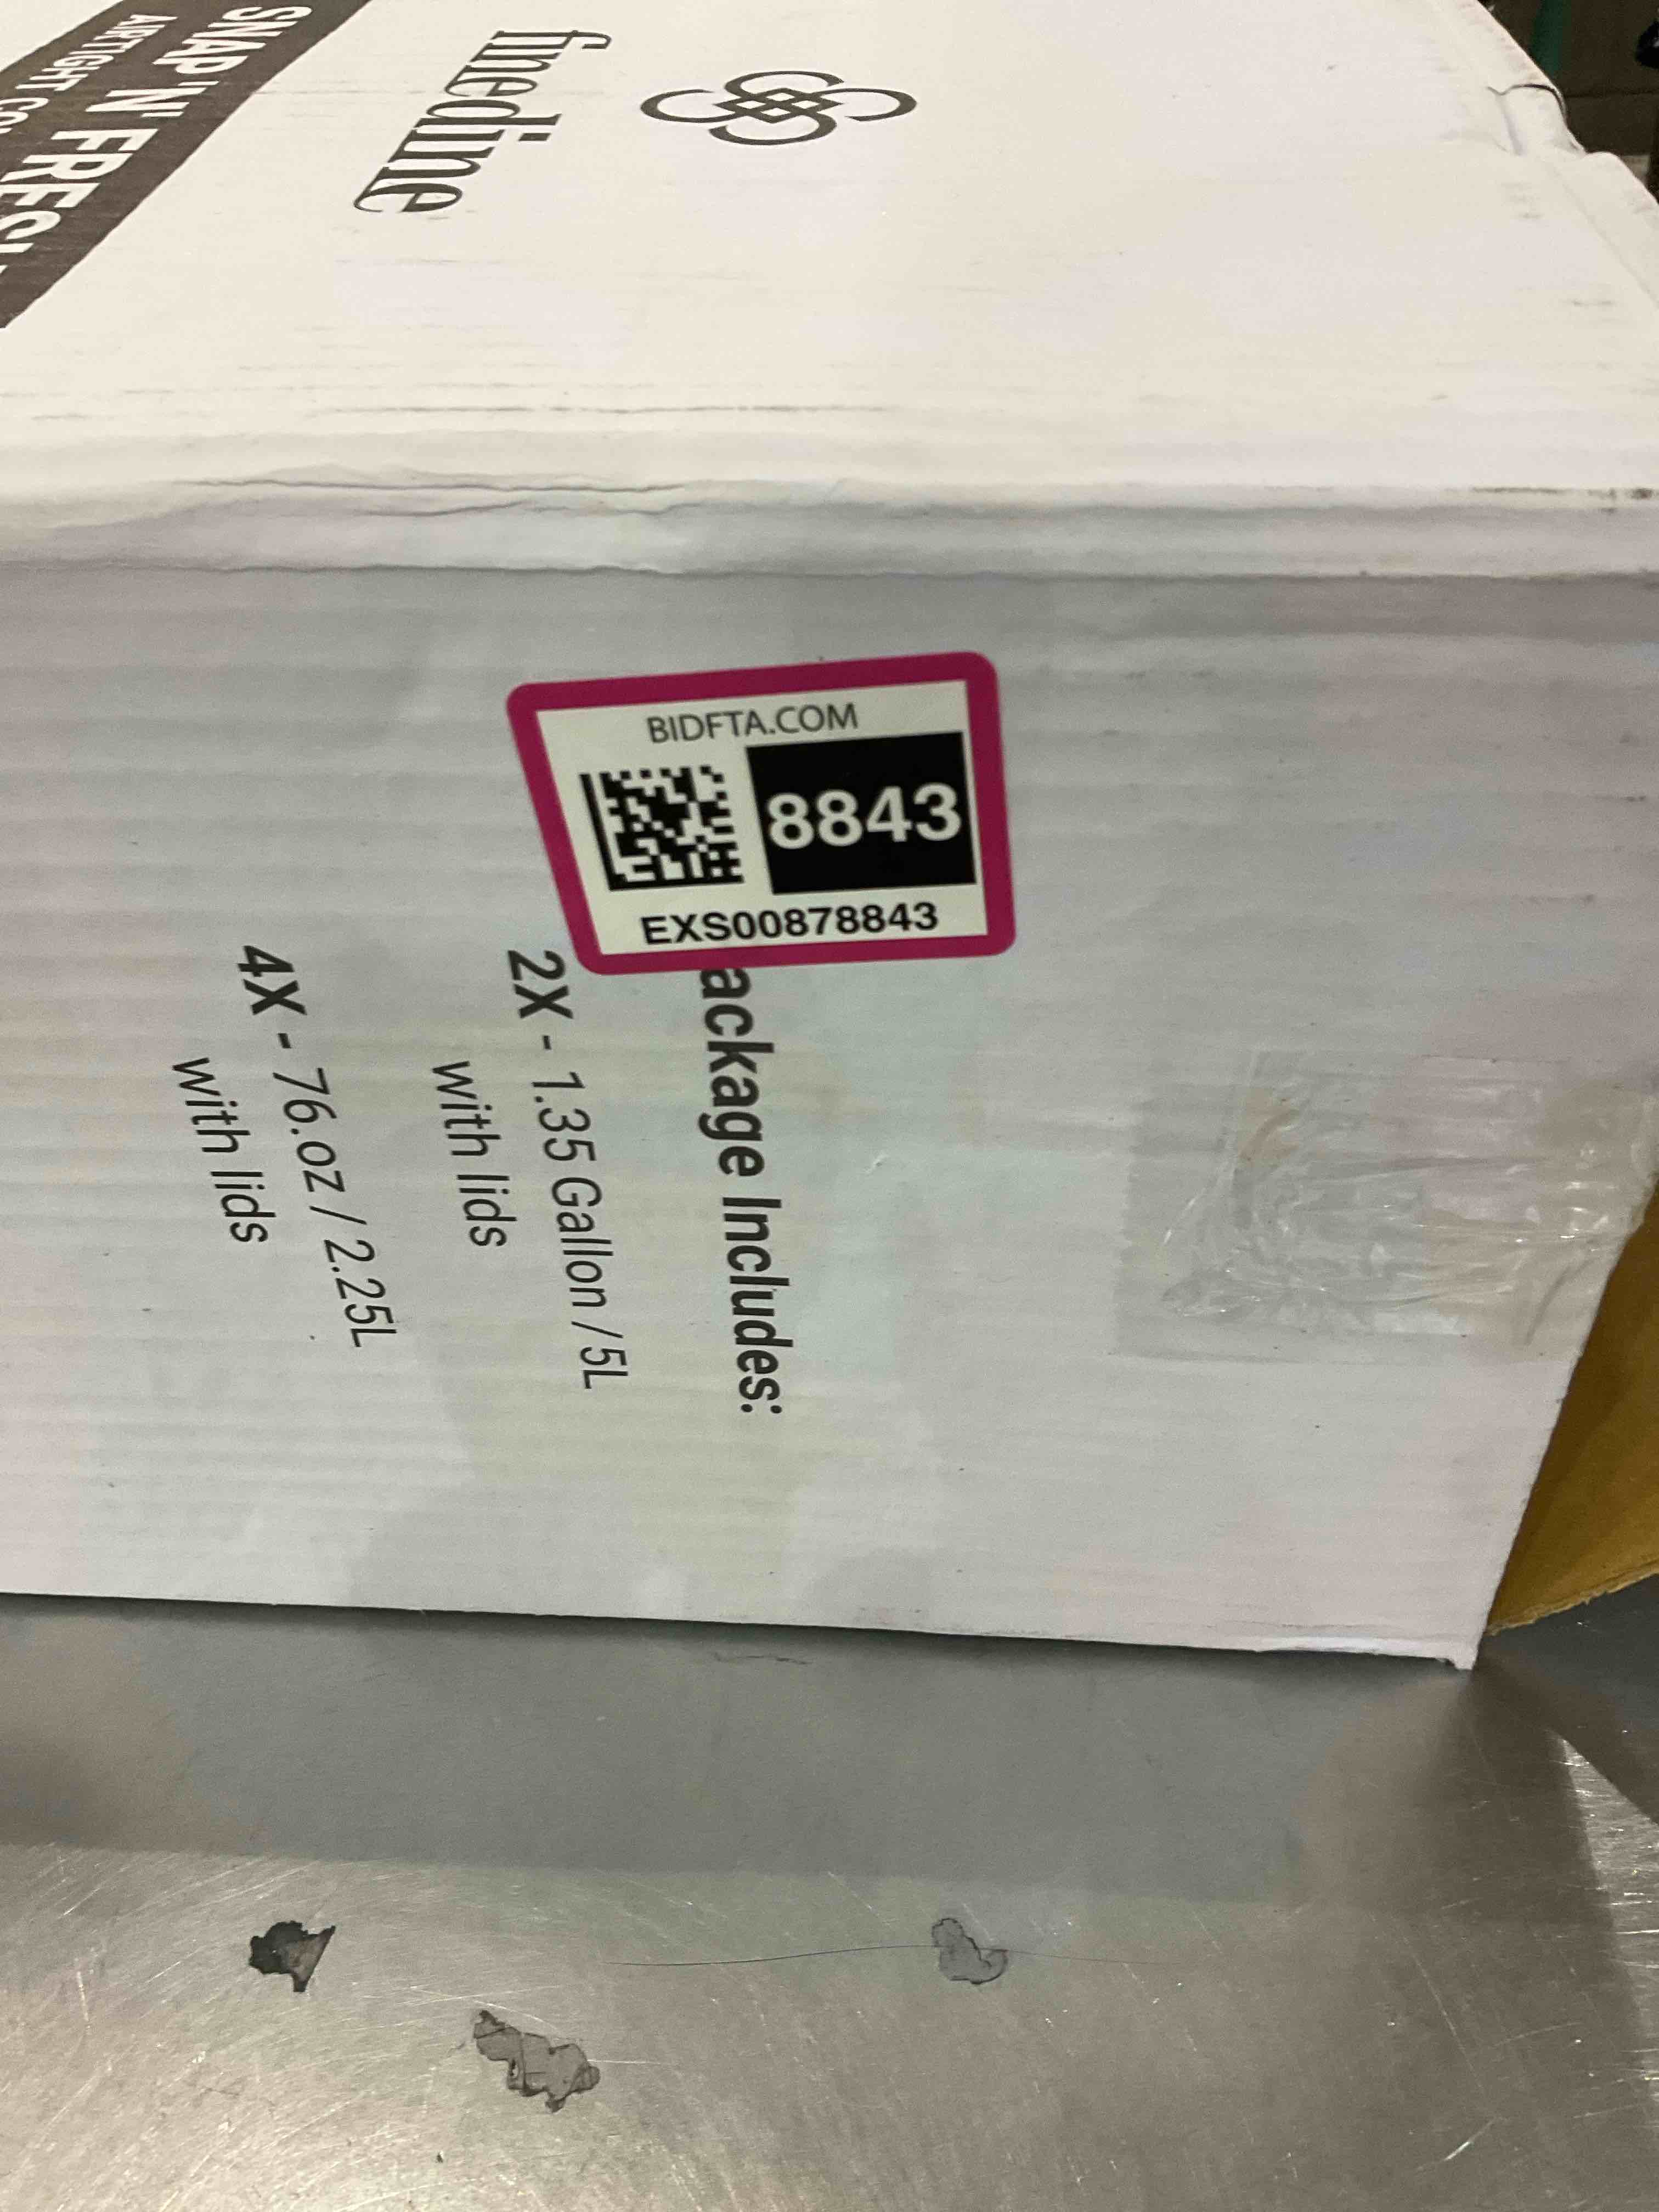 finedine
SNAP 'N' FRESH
AIRTIGHT
BIDFTA.COM
8843
EXS00878843
ackage Includes:
2X - 1.35 Gallon / 5L
with lids
4X - 76.oz / 2.25L
with lids